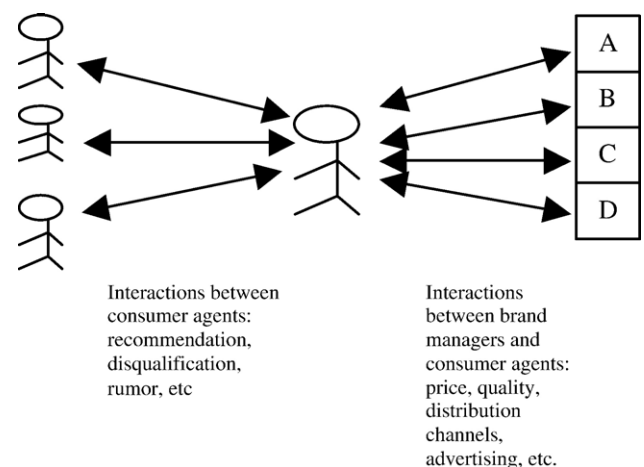 A
B
C
D
Interactions between
consumer agents:
recommendation,
disqualification,
rumor, etc
Interactions
between brand
managers and
consumer agents:
price, quality,
distribution
channels,
advertising, etc.